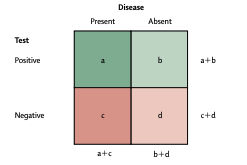 Disease
Present Absent
Test
Positive a b a+b
Negative c d c+d
a+c b+d